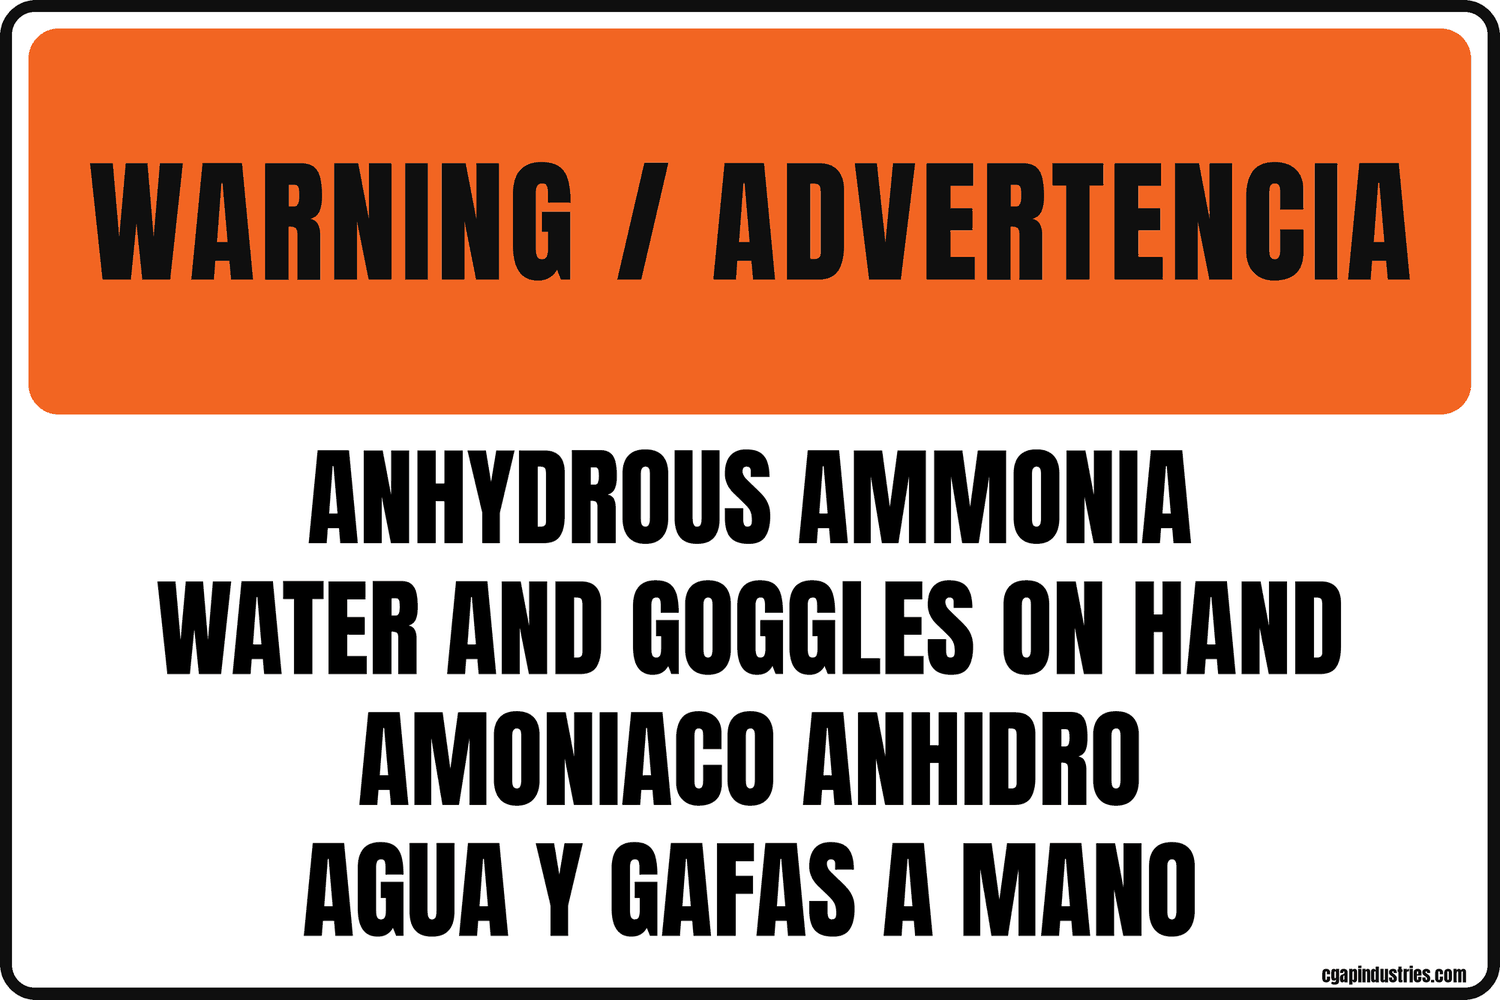 WARNING / ADVERTENCIA
ANHYDROUS AMMONIA
WATER AND GOGGLES ON HAND
AMONIACO ANHIDRO
AGUA Y GAFAS A MANO
cgapindustries.com